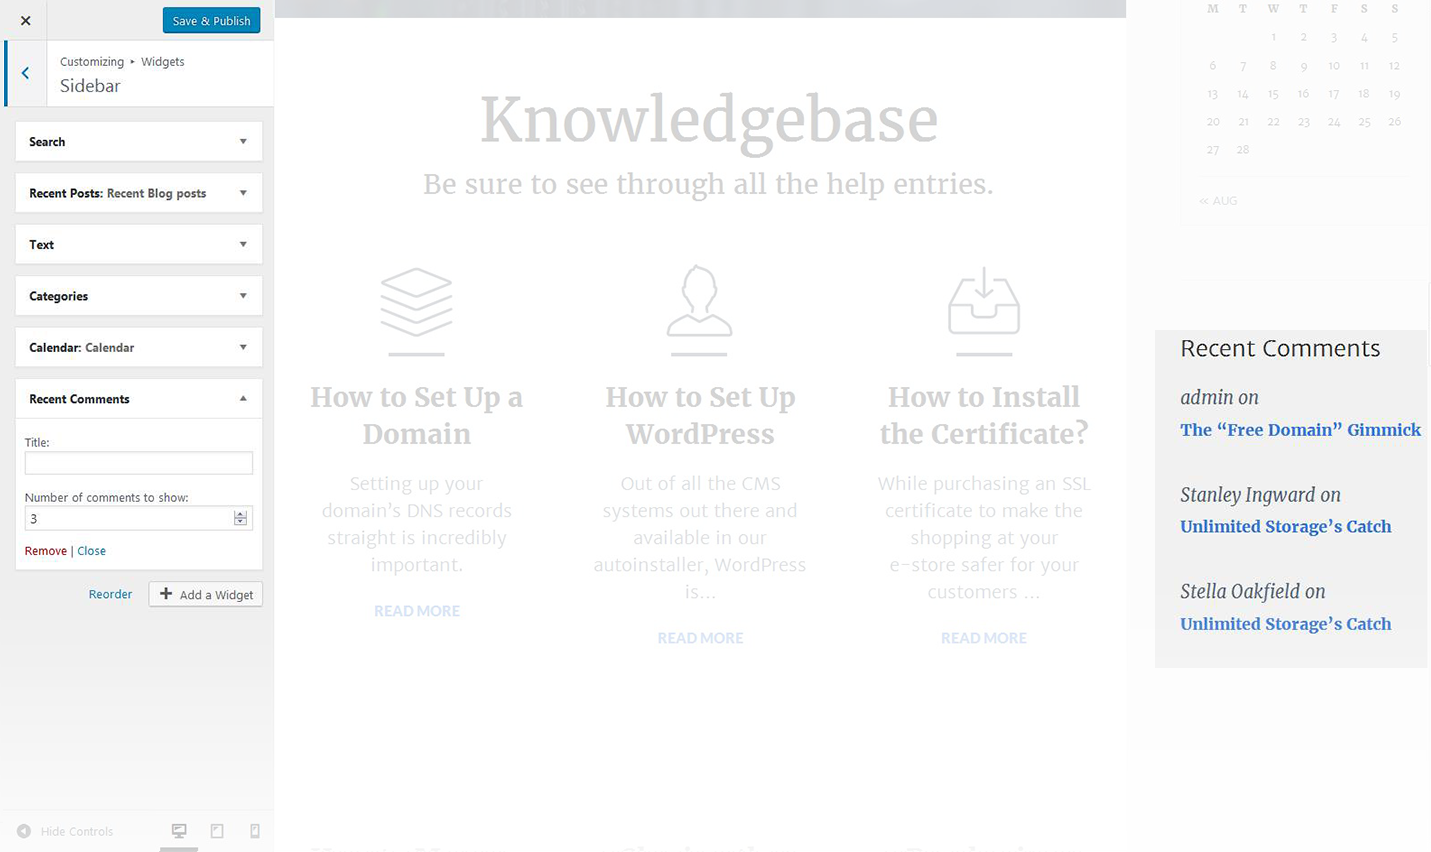 Save & Publish
Customizing ▸ Widgets
Sidebar
Search
Recent Posts: Recent Blog posts
Text
Categories
Calendar: Calendar
Recent Comments
Title:
Number of comments to show:
3
Remove | Close
Reorder
Add a Widget
Hide Controls
Knowledgebase
Be sure to see through all the help entries.
How to Set Up a
Domain
Setting up your
domain’s DNS records
straight is incredibly
important.
READ MORE
How to Set Up
WordPress
Out of all the CMS
systems out there and
available in our
autoinstaller, WordPress
is...
READ MORE
How to Install
the Certificate?
While purchasing an SSL
certificate to make the
shopping at your
e-store safer for your
customers ...
READ MORE
M T W T F S S
1 2 3 4 5
6 7 8 9 10 11 12
13 14 15 16 17 18 19
20 21 22 23 24 25 26
27 28
« AUG
Recent Comments
admin on
The “Free Domain” Gimmick
Stanley Ingward on
Unlimited Storage’s Catch
Stella Oakfield on
Unlimited Storage’s Catch